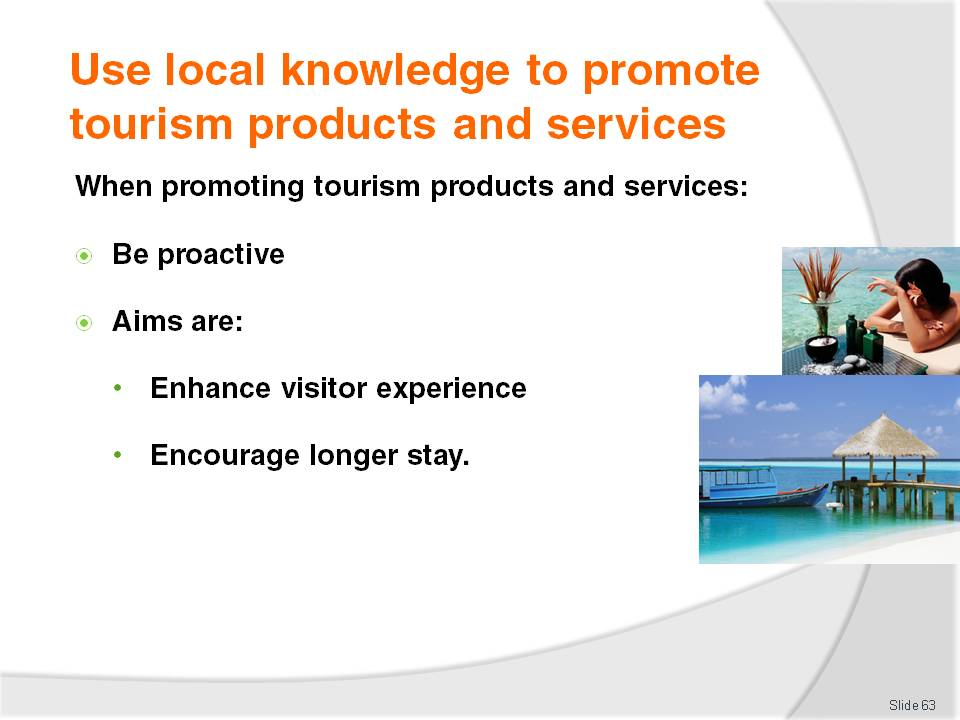 Use local knowledge to promote
tourism products and services
When promoting tourism products and services:
Be proactive
Aims are:
• Enhance visitor experience
• Encourage longer stay.
Slide 63